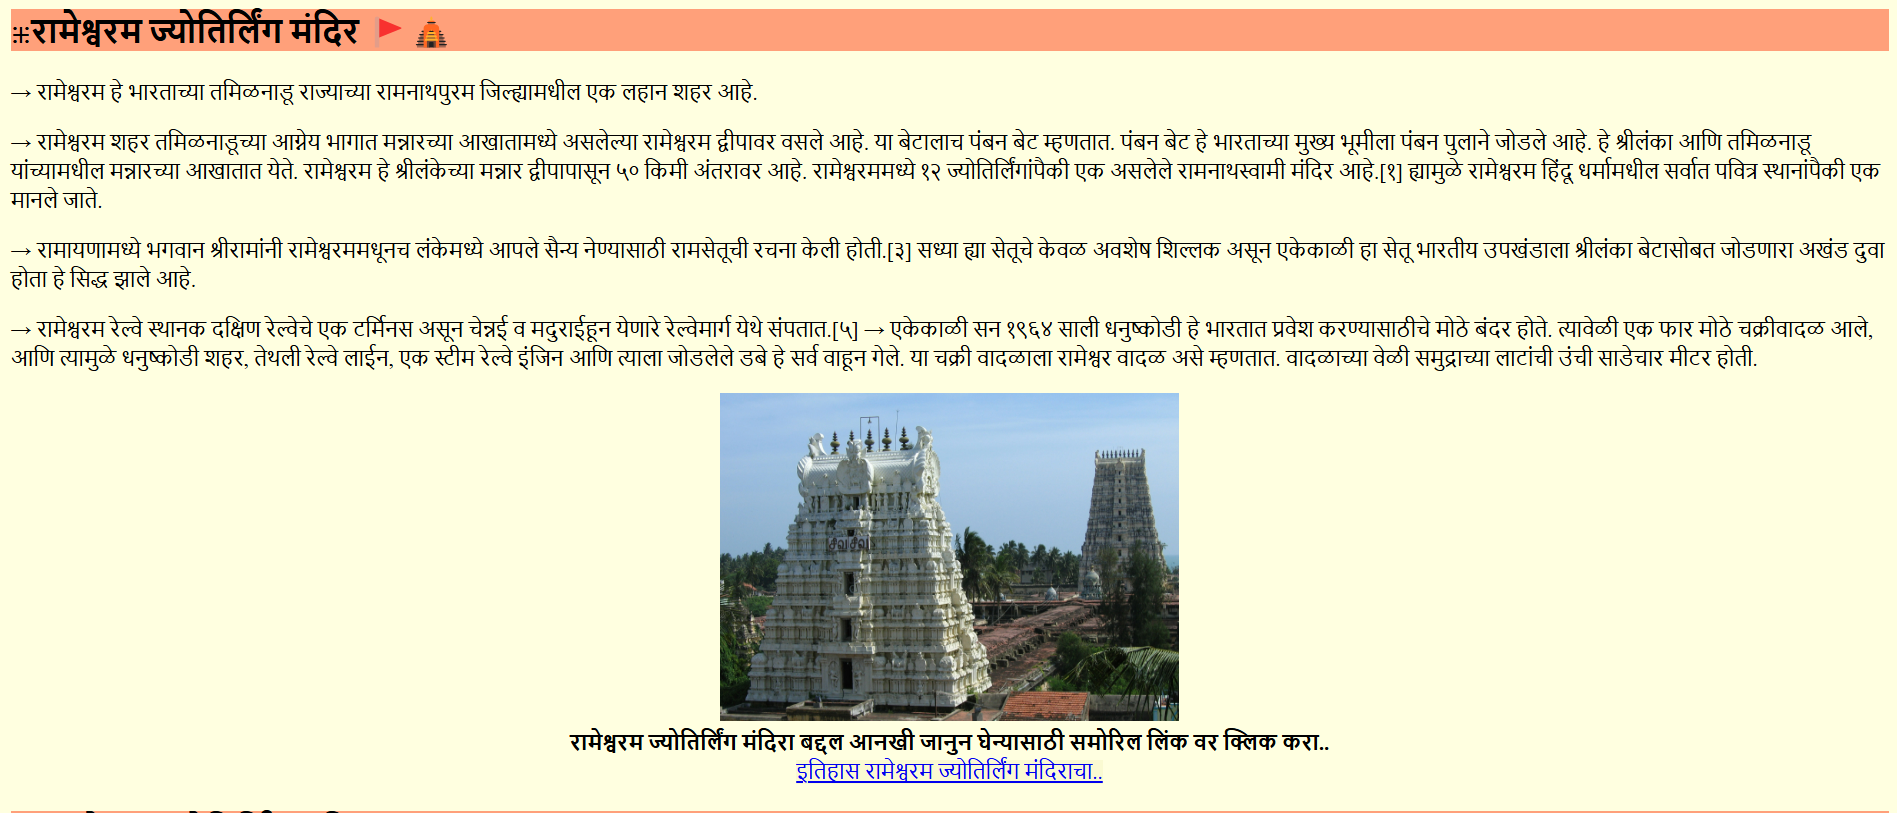 ⁜रामेश्वरम ज्योतिर्लिंग मंदिर 🚩 🛕
→ रामेश्वरम हे भारताच्या तमिळनाडू राज्याच्या रामनाथपुरम जिल्ह्यामधील एक लहान शहर आहे.
→ रामेश्वरम शहर तमिळनाडूच्या आग्नेय भागात मन्नारच्या आखातामध्ये असलेल्या रामेश्वरम द्वीपावर वसले आहे. या बेटालाच पंबन बेट म्हणतात. पंबन बेट हे भारताच्या मुख्य भूमीला पंबन पुलाने जोडले आहे. हे श्रीलंका आणि तमिळनाडू
यांच्यामधील मन्नारच्या आखातात येते. रामेश्वरम हे श्रीलंकेच्या मन्नार द्वीपापासून ५० किमी अंतरावर आहे. रामेश्वरममध्ये १२ ज्योतिर्लिंगांपैकी एक असलेले रामनाथस्वामी मंदिर आहे.[१] ह्यामुळे रामेश्वरम हिंदू धर्मामधील सर्वात पवित्र स्थानांपैकी एक
मानले जाते.
→ रामायणामध्ये भगवान श्रीरामांनी रामेश्वरममधूनच लंकेमध्ये आपले सैन्य नेण्यासाठी रामसेतूची रचना केली होती.[३] सध्या ह्या सेतूचे केवळ अवशेष शिल्लक असून एकेकाळी हा सेतू भारतीय उपखंडाला श्रीलंका बेटासोबत जोडणारा अखंड दुवा
होता हे सिद्ध झाले आहे.
→ रामेश्वरम रेल्वे स्थानक दक्षिण रेल्वेचे एक टर्मिनस असून चेन्नई व मदुराईहून येणारे रेल्वेमार्ग येथे संपतात.[५] → एकेकाळी सन १९६४ साली धनुष्कोडी हे भारतात प्रवेश करण्यासाठीचे मोठे बंदर होते. त्यावेळी एक फार मोठे चक्रीवादळ आले,
आणि त्यामुळे धनुष्कोडी शहर, तेथली रेल्वे लाईन, एक स्टीम रेल्वे इंजिन आणि त्याला जोडलेले डबे हे सर्व वाहून गेले. या चक्री वादळाला रामेश्वर वादळ असे म्हणतात. वादळाच्या वेळी समुद्राच्या लाटांची उंची साडेचार मीटर होती.
रामेश्वरम ज्योतिर्लिंग मंदिरा बद्दल आनखी जानुन घेन्यासाठी समोरिल लिंक वर क्लिक करा..
इतिहास रामेश्वरम ज्योतिर्लिंग मंदिराचा..